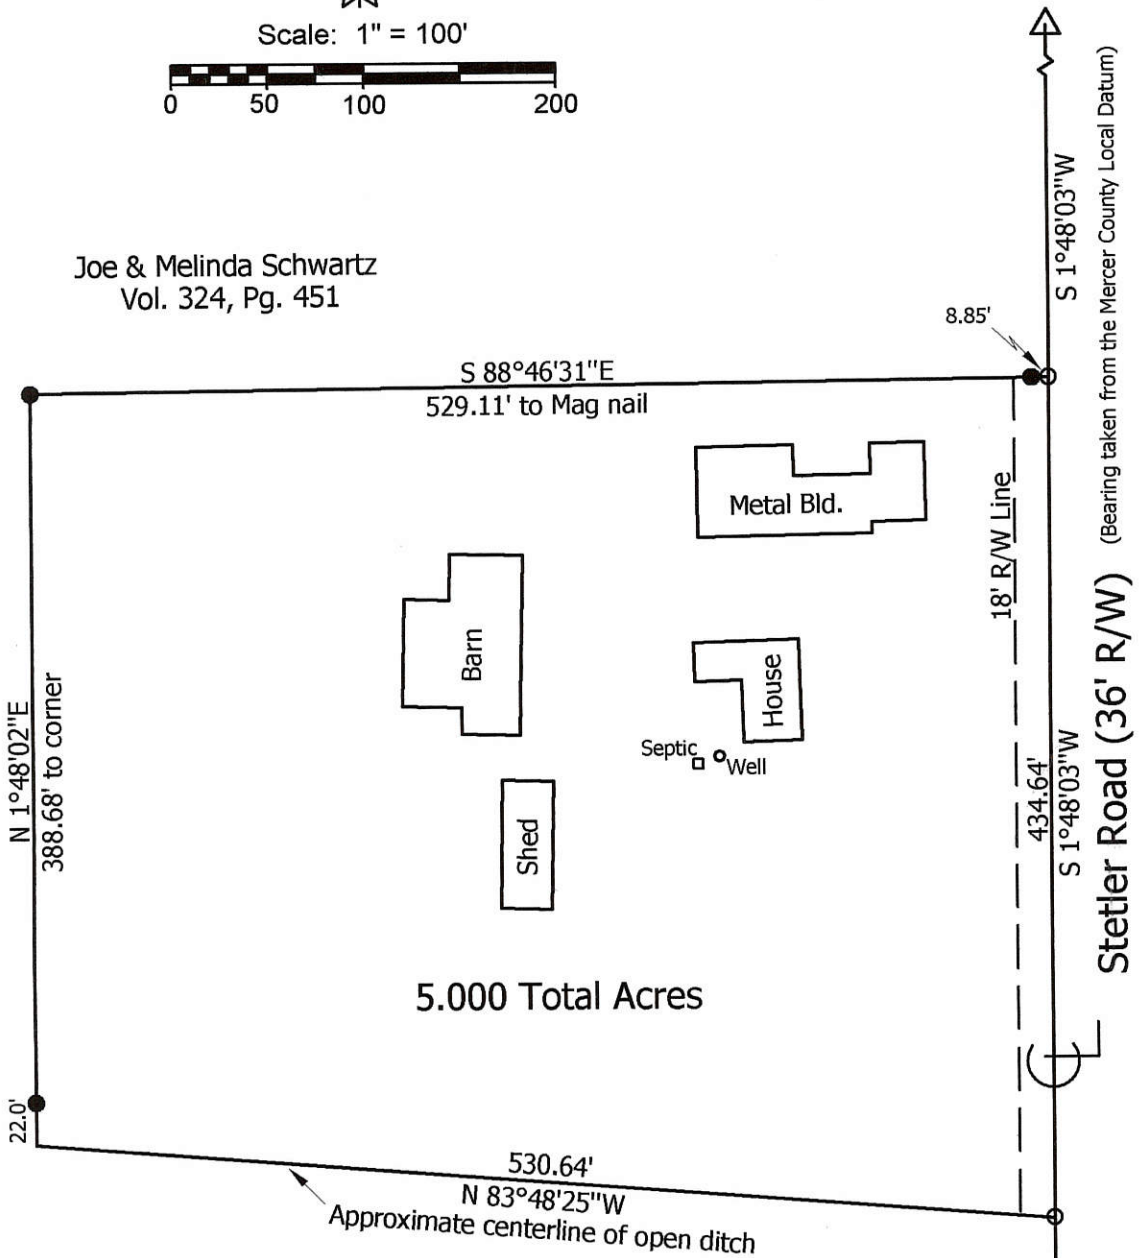 Scale: 1" = 100'
0 50 100 200
Joe & Melinda Schwartz
Vol. 324, Pg. 451
S 1°48'03"W
(Bearing taken from the Mercer County Local Datum)
8.85'
S 88°46'31"E
529.11' to Mag nail
Metal Bld.
18' R/W Line
Barn
House
Septic
Well
N 1°48'02"E
388.68' to corner
Shed
434.64'
S 1°48'03"W
Stetler Road (36' R/W)
5.000 Total Acres
22.0'
530.64'
N 83°48'25"W
Approximate centerline of open ditch